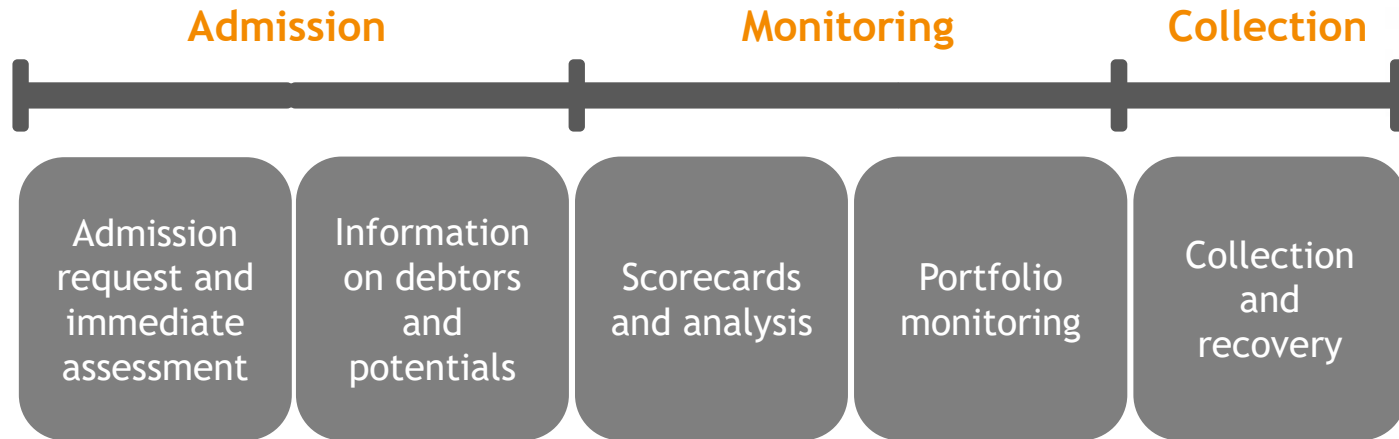 Admission
Monitoring
Collection
Admission
request and
immediate
assessment
Information
on debtors
and
potentials
Scorecards
and analysis
Portfolio
monitoring
Collection
and
recovery